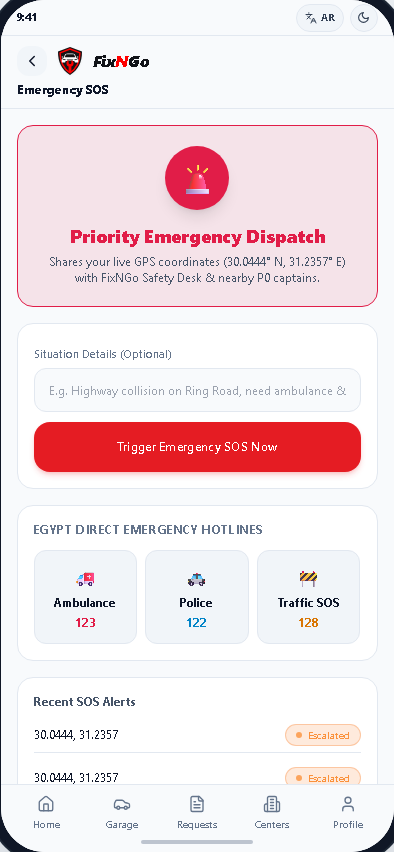 9:41
AR
FixNGo
Emergency SOS
Priority Emergency Dispatch
Shares your live GPS coordinates (30.0444° N, 31.2357° E)
with FixNGo Safety Desk & nearby P0 captains.
Situation Details (Optional)
E.g. Highway collision on Ring Road, need ambulance &
Trigger Emergency SOS Now
EGYPT DIRECT EMERGENCY HOTLINES
Ambulance
123
Police
122
Traffic SOS
128
Recent SOS Alerts
30.0444, 31.2357
Escalated
30.0444, 31.2357
Escalated
Home
Garage
Requests
Centers
Profile